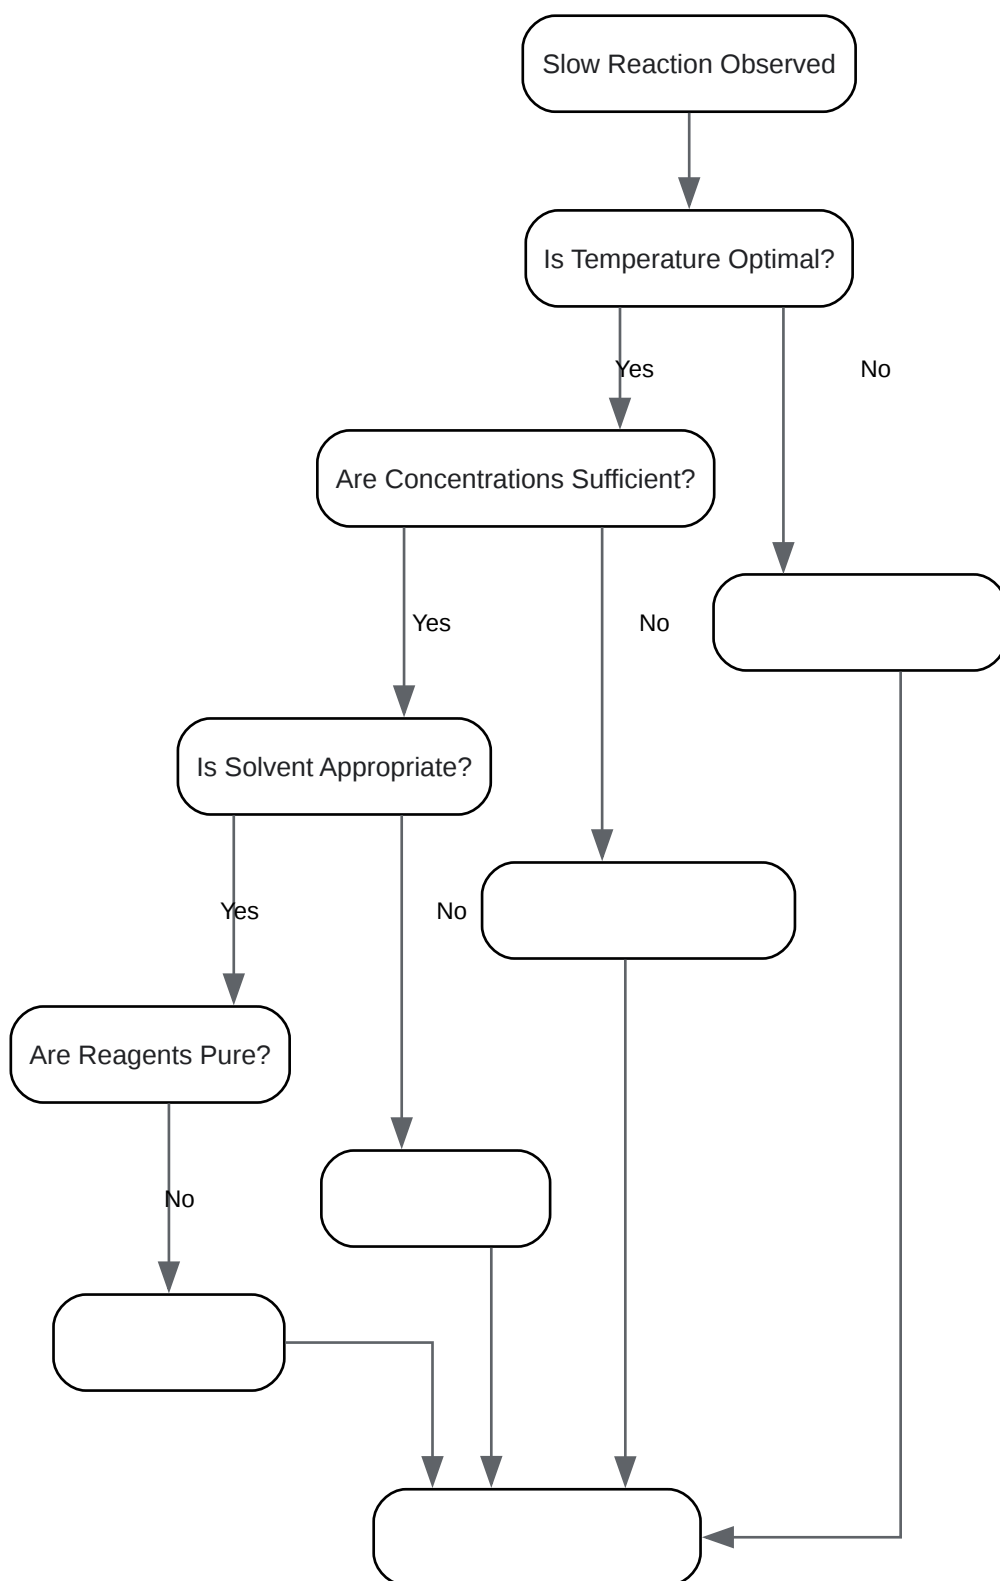 Slow Reaction Observed
Is Temperature Optimal?
Yes
No
Are Concentrations Sufficient?
Yes
No
Is Solvent Appropriate?
Yes
No
Are Reagents Pure?
No